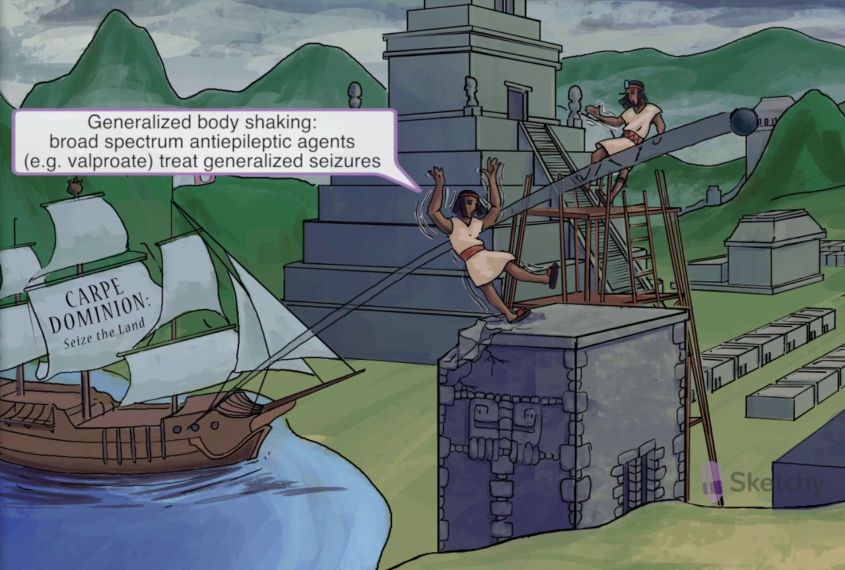 Generalized body shaking:
broad spectrum antiepileptic agents
(e.g. valproate) treat generalized seizures
CARPE
DOMINION:
Seize the Land
Sketchy